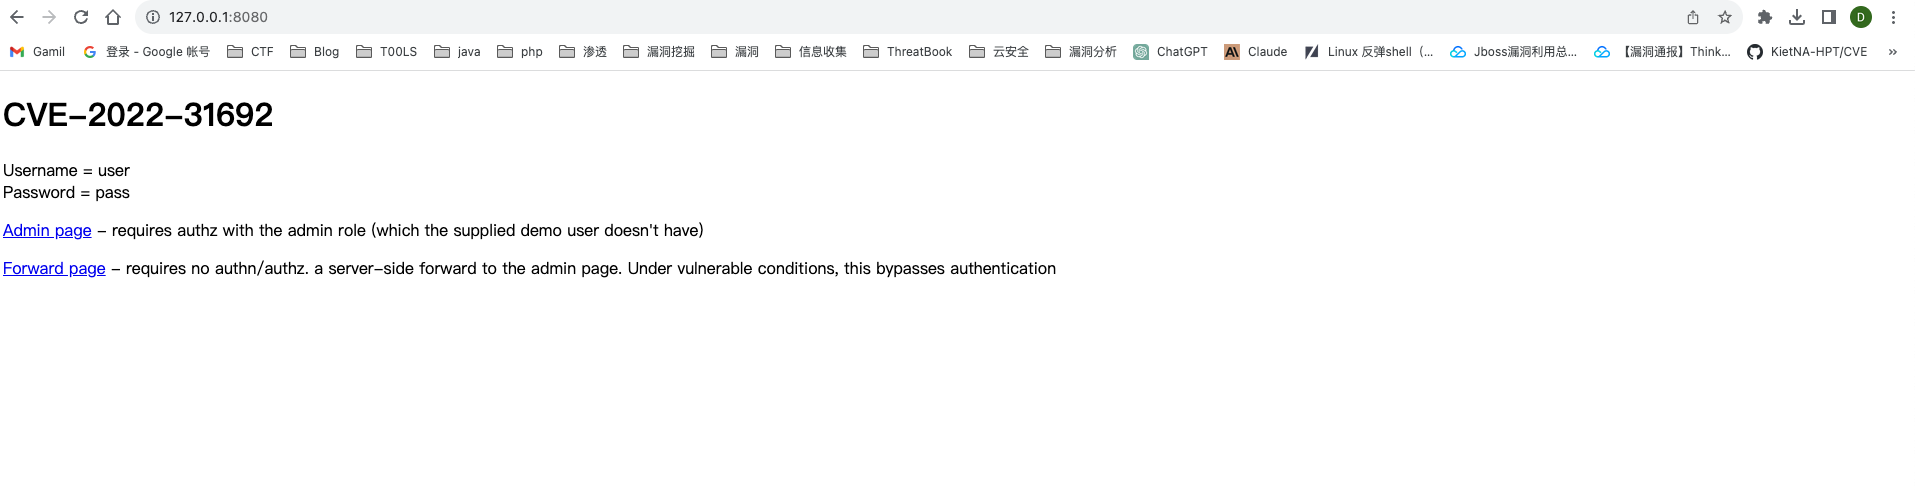 127.0.0.1:8080
D
Gamil 登录 - Google 帐号 CTF Blog T00LS java php 渗透 漏洞挖掘 漏洞 信息收集 ThreatBook 云安全 漏洞分析 ChatGPT Claude Linux 反弹shell（... Jboss漏洞利用总... 【漏洞通报】Think... KietNA-HPT/CVE »
CVE-2022-31692
Username = user
Password = pass
Admin page - requires authz with the admin role (which the supplied demo user doesn't have)
Forward page - requires no authn/authz. a server-side forward to the admin page. Under vulnerable conditions, this bypasses authentication